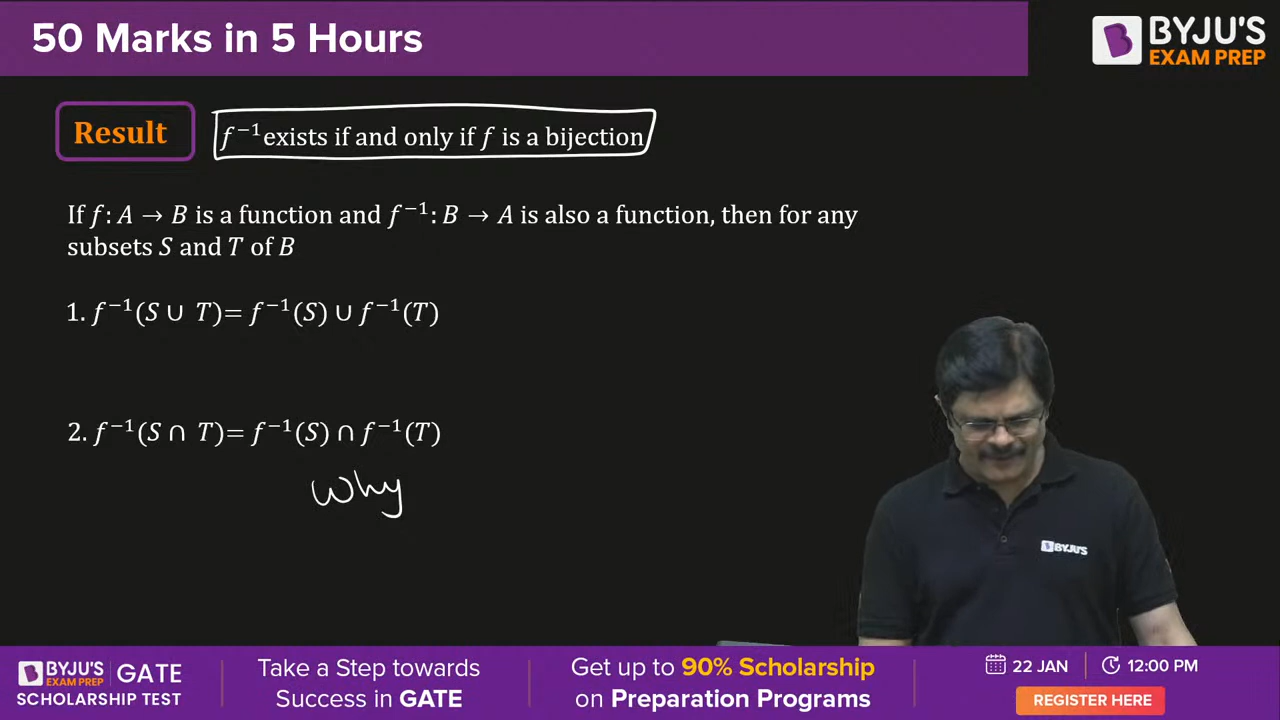 50 Marks in 5 Hours
BYJU'S
EXAM PREP
Result
f⁻¹ exists if and only if f is a bijection
If f: A → B is a function and f⁻¹: B → A is also a function, then for any
subsets S and T of B
1. f⁻¹(S ∪ T)= f⁻¹(S) ∪ f⁻¹(T)
2. f⁻¹(S ∩ T)= f⁻¹(S) ∩ f⁻¹(T)
Why
BYJU'S
BYJU'S EXAM PREP GATE
SCHOLARSHIP TEST
Take a Step towards
Success in GATE
Get up to 90% Scholarship
on Preparation Programs
22 JAN 12:00 PM
REGISTER HERE